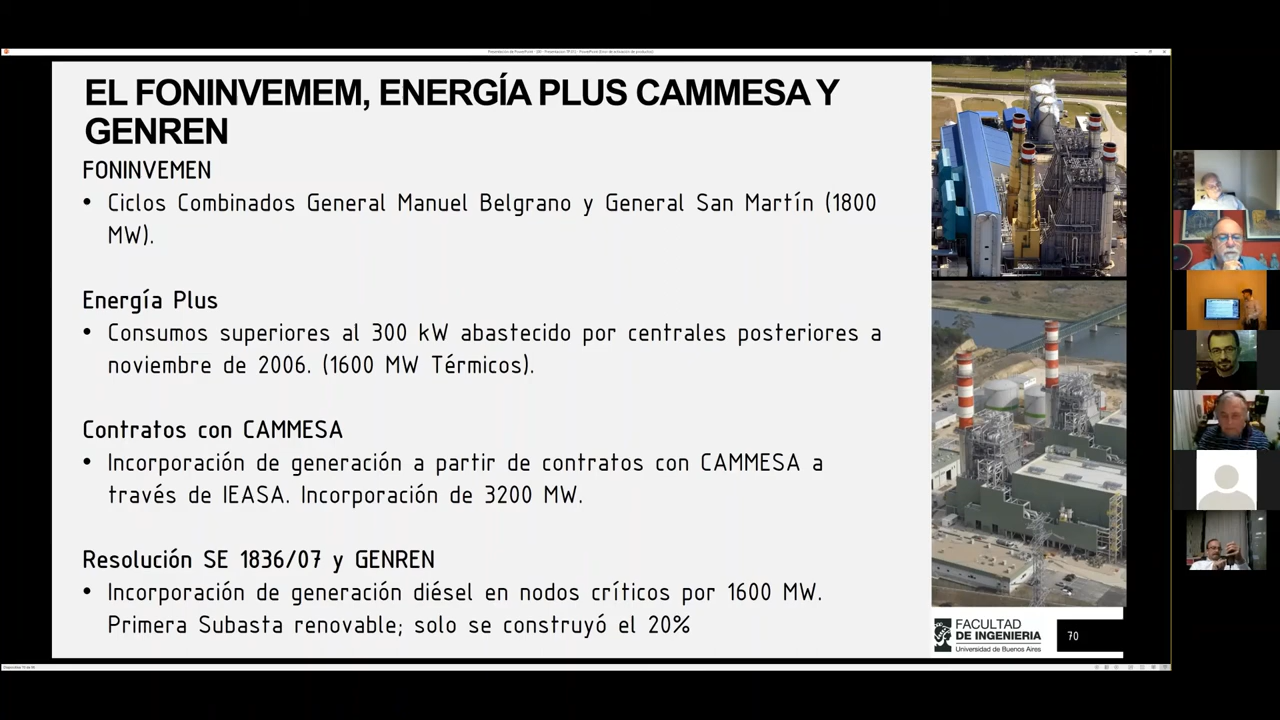 EL FONINVEMEM, ENERGÍA PLUS CAMMESA Y
GENREN
FONINVEMEN
• Ciclos Combinados General Manuel Belgrano y General San Martín (1800
MW).
Energía Plus
• Consumos superiores al 300 kW abastecido por centrales posteriores a
noviembre de 2006. (1600 MW Térmicos).
Contratos con CAMMESA
• Incorporación de generación a partir de contratos con CAMMESA a
través de IEASA. Incorporación de 3200 MW.
Resolución SE 1836/07 y GENREN
• Incorporación de generación diésel en nodos críticos por 1600 MW.
Primera Subasta renovable; solo se construyó el 20%
FACULTAD
DE INGENIERIA
Universidad de Buenos Aires
70